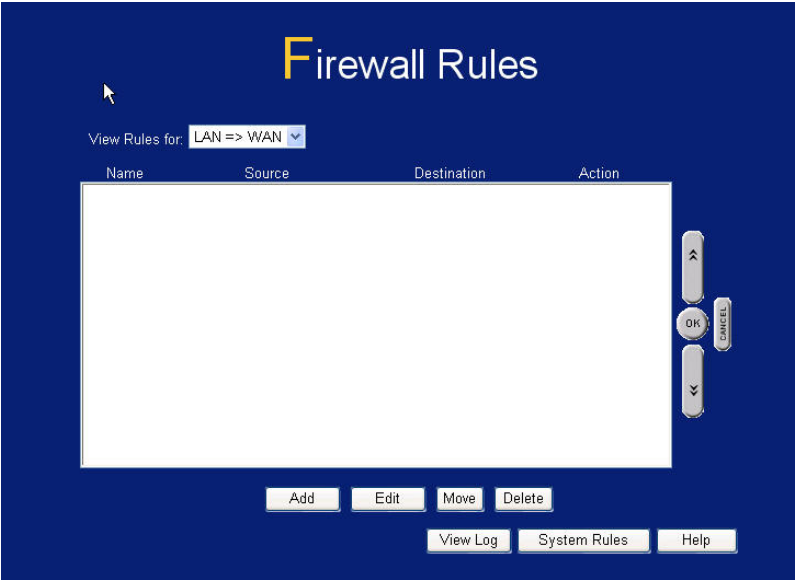 Firewall Rules
View Rules for: LAN => WAN
Name Source Destination Action
OK CANCEL
Add Edit Move Delete
View Log System Rules Help